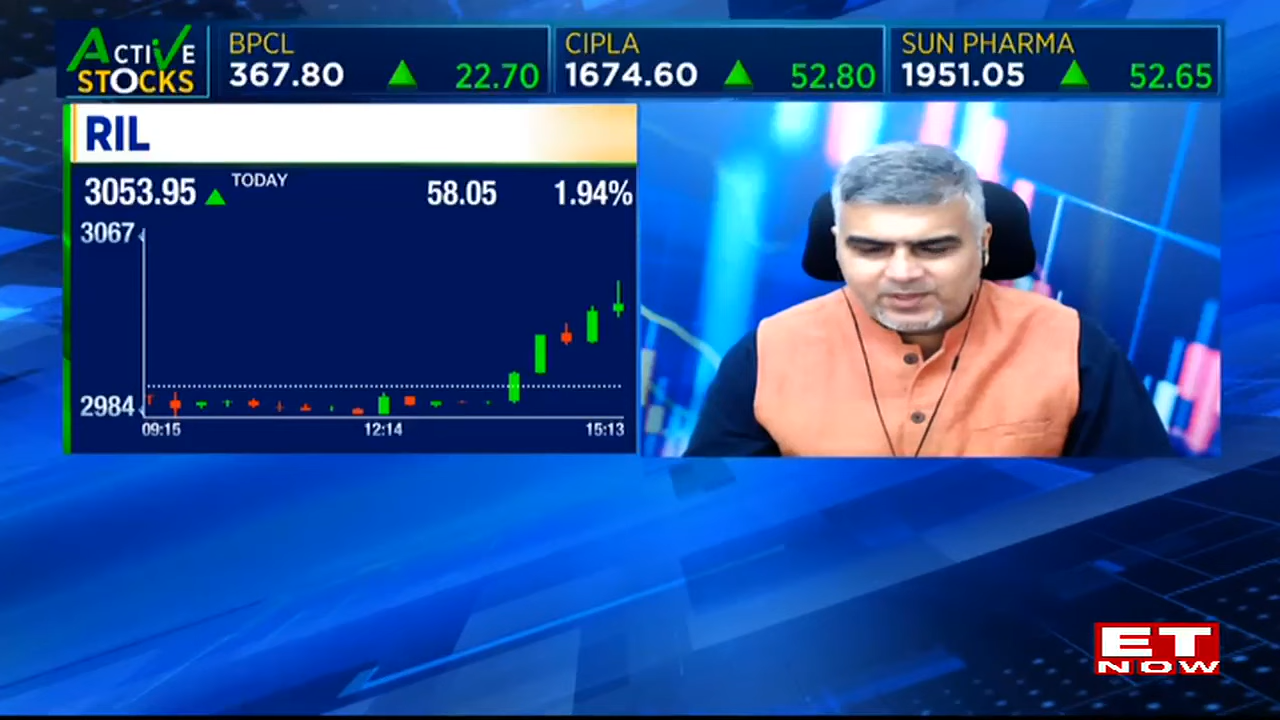 ACTIVE
STOCKS
BPCL
367.80 ▲ 22.70
CIPLA
1674.60 ▲ 52.80
SUN PHARMA
1951.05 ▲ 52.65
RIL
3053.95 ▲ TODAY 58.05 1.94%
3067
2984
09:15 12:14 15:13
ET
NOW